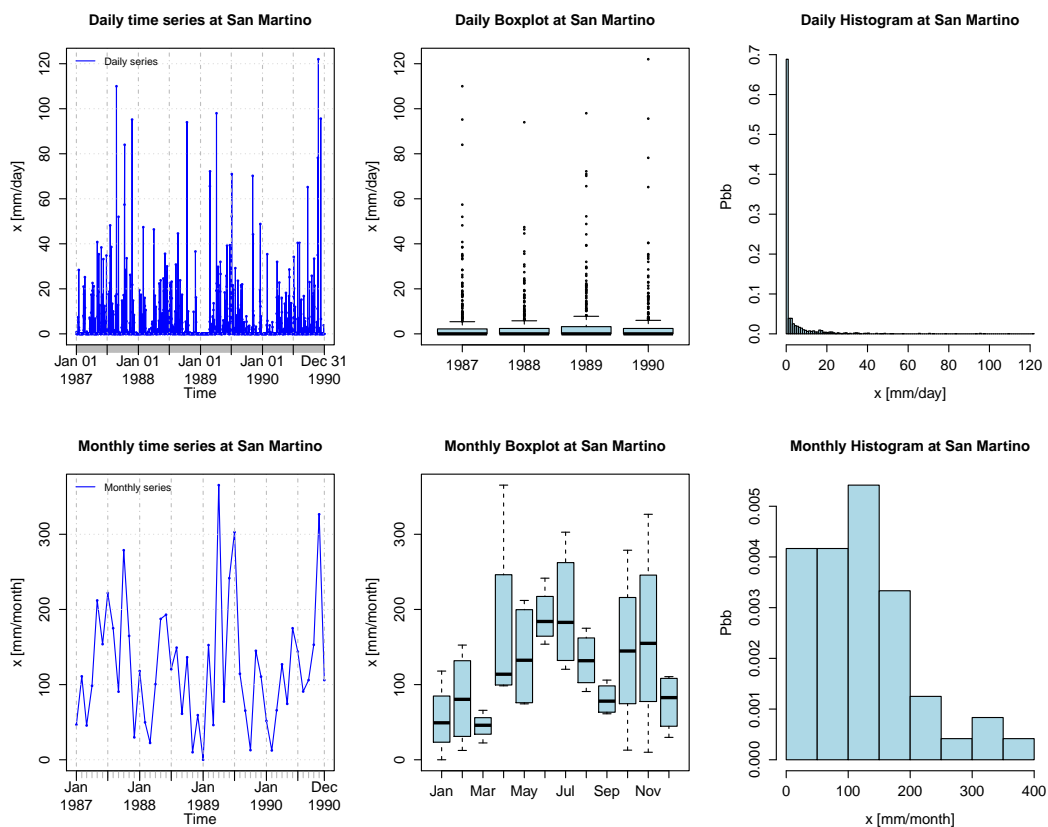 Daily time series at San Martino
x [mm/day]
120
100
80
60
40
20
0
Daily series
Jan 01 Jan 01 Jan 01 Jan 01 Dec 31
1987 1988 1989 1990 1990
Time
Daily Boxplot at San Martino
x [mm/day]
120
100
80
60
40
20
0
1987 1988 1989 1990
Daily Histogram at San Martino
Pbb
0.7
0.6
0.5
0.4
0.3
0.2
0.1
0.0
0 20 40 60 80 100 120
x [mm/day]
Monthly time series at San Martino
x [mm/month]
300
200
100
0
Monthly series
Jan Jan Jan Jan Dec
1987 1988 1989 1990 1990
Time
Monthly Boxplot at San Martino
x [mm/month]
300
200
100
0
Jan Mar May Jul Sep Nov
Monthly Histogram at San Martino
Pbb
0.005
0.004
0.003
0.002
0.001
0.000
0 100 200 300 400
x [mm/month]